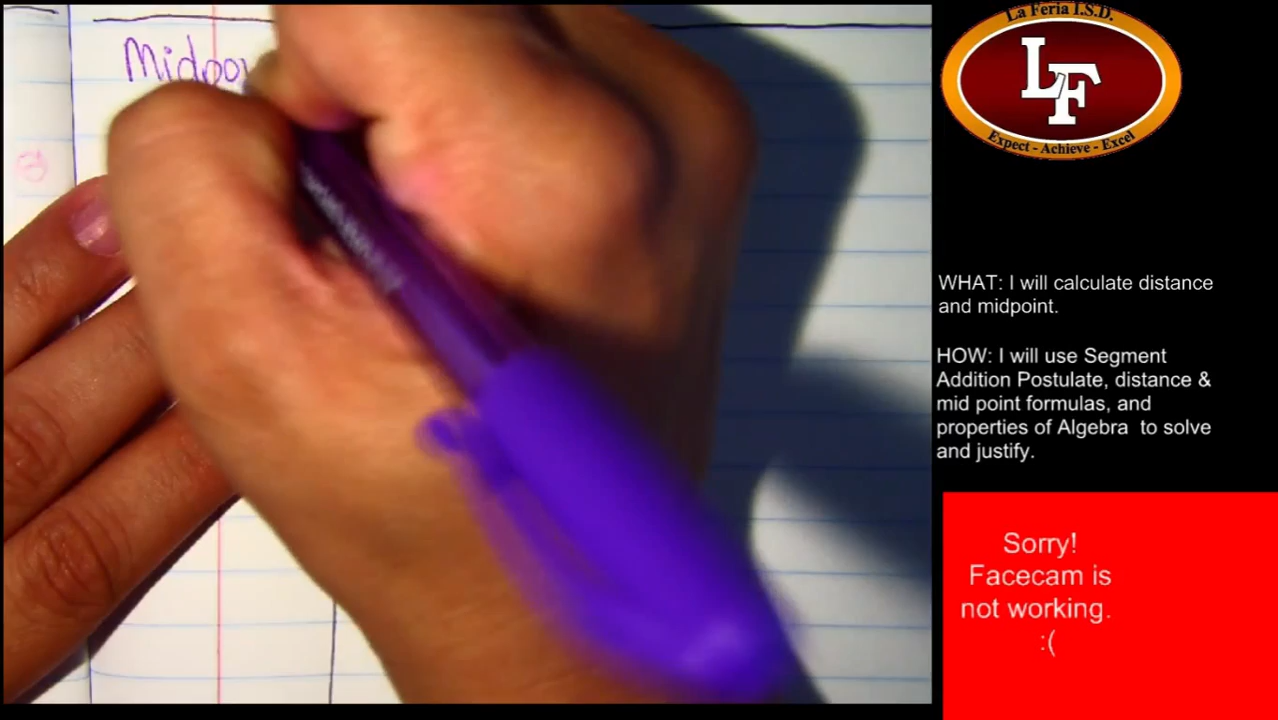 Midpo
La Feria I.S.D.
LF
Expect - Achieve - Excel
WHAT: I will calculate distance
and midpoint.
HOW: I will use Segment
Addition Postulate, distance &
mid point formulas, and
properties of Algebra to solve
and justify.
Sorry!
Facecam is
not working.
:(